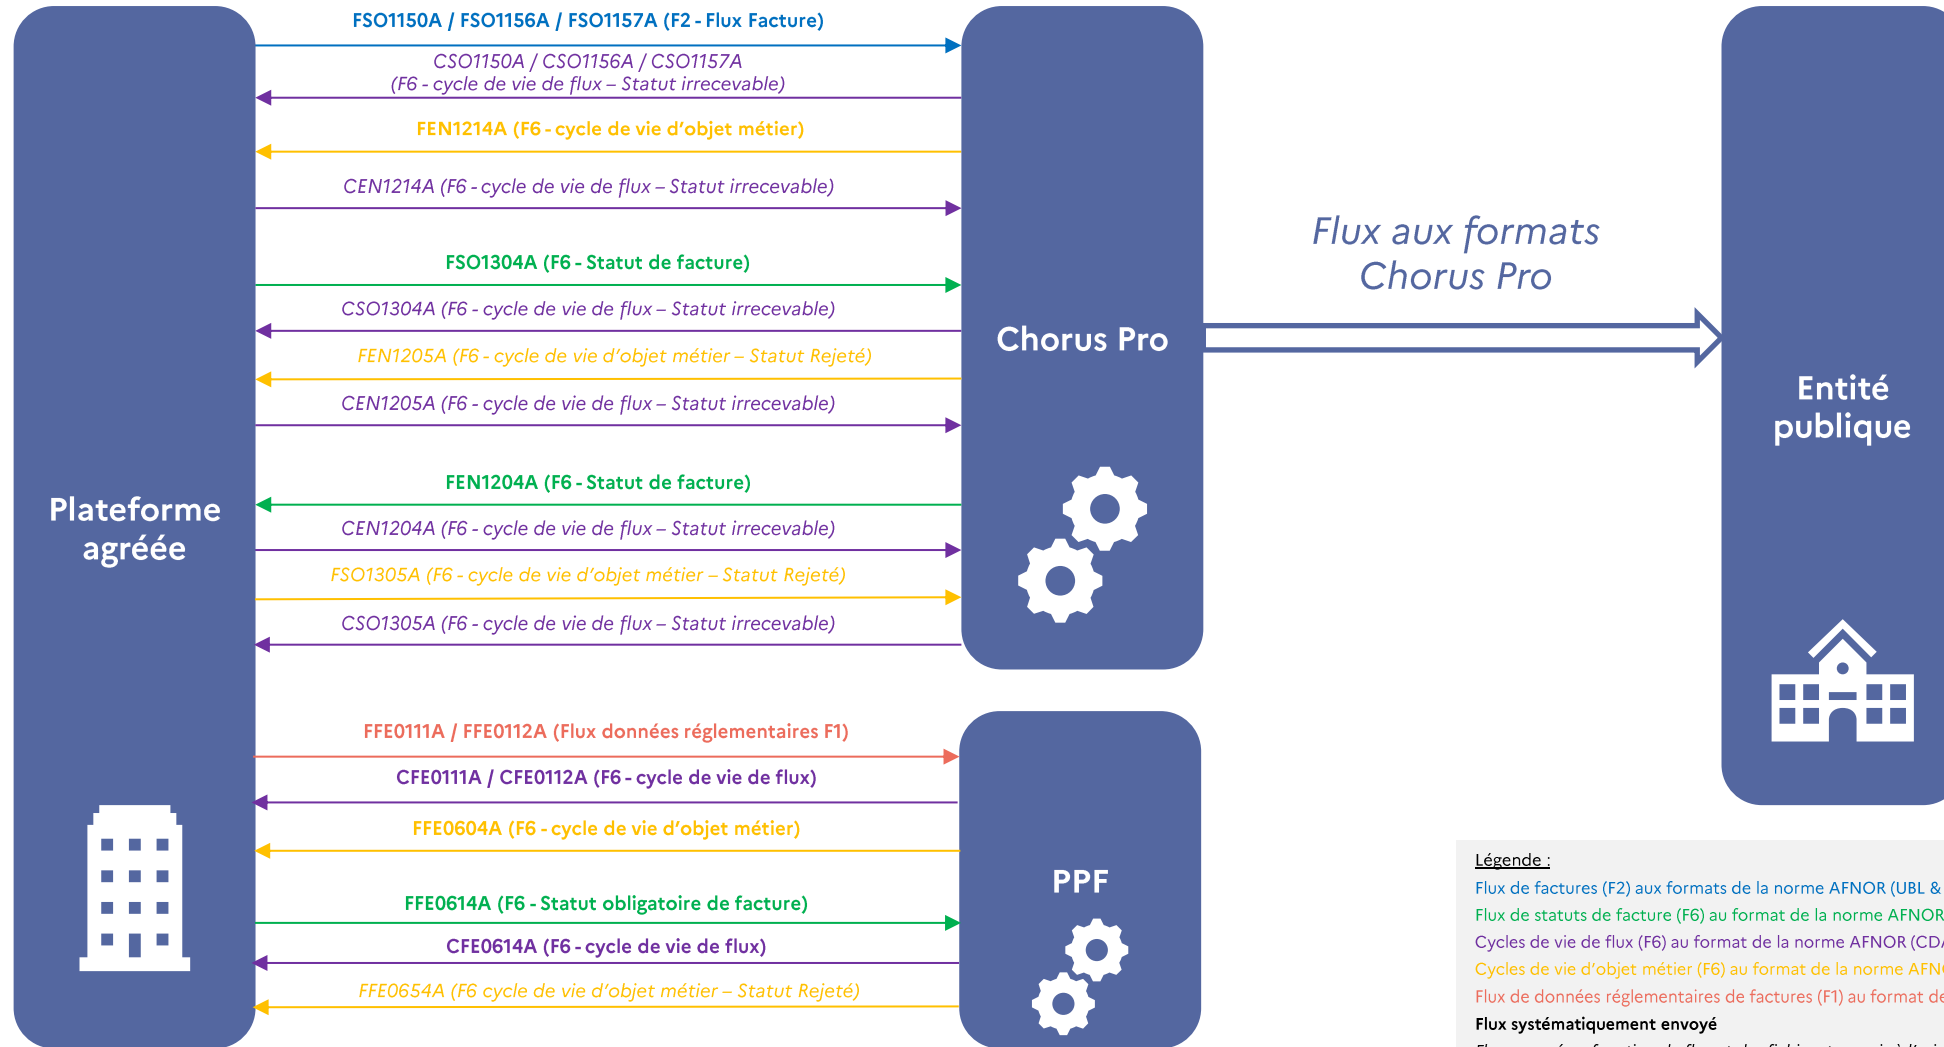 FSO1150A / FSO1156A / FSO1157A (F2 - Flux Facture)
CSO1150A / CSO1156A / CSO1157A
(F6 - cycle de vie de flux – Statut irrecevable)
FEN1214A (F6 - cycle de vie d'objet métier)
CEN1214A (F6 - cycle de vie de flux – Statut irrecevable)
FSO1304A (F6 - Statut de facture)
CSO1304A (F6 - cycle de vie de flux – Statut irrecevable)
FEN1205A (F6 - cycle de vie d'objet métier – Statut Rejeté)
CEN1205A (F6 - cycle de vie de flux – Statut irrecevable)
FEN1204A (F6 - Statut de facture)
CEN1204A (F6 - cycle de vie de flux – Statut irrecevable)
FSO1305A (F6 - cycle de vie d'objet métier – Statut Rejeté)
CSO1305A (F6 - cycle de vie de flux – Statut irrecevable)
Plateforme
agréée
Chorus Pro
Flux aux formats
Chorus Pro
Entité
publique
FFE0111A / FFE0112A (Flux données réglementaires F1)
CFE0111A / CFE0112A (F6 - cycle de vie de flux)
FFE0604A (F6 - cycle de vie d'objet métier)
FFE0614A (F6 - Statut obligatoire de facture)
CFE0614A (F6 - cycle de vie de flux)
FFE0654A (F6 cycle de vie d'objet métier – Statut Rejeté)
PPF
Légende :
Flux de factures (F2) aux formats de la norme AFNOR (UBL &
Flux de statuts de facture (F6) au format de la norme AFNOR
Cycles de vie de flux (F6) au format de la norme AFNOR (CDA
Cycles de vie d'objet métier (F6) au format de la norme AFNO
Flux de données réglementaires de factures (F1) au format de
Flux systématiquement envoyé